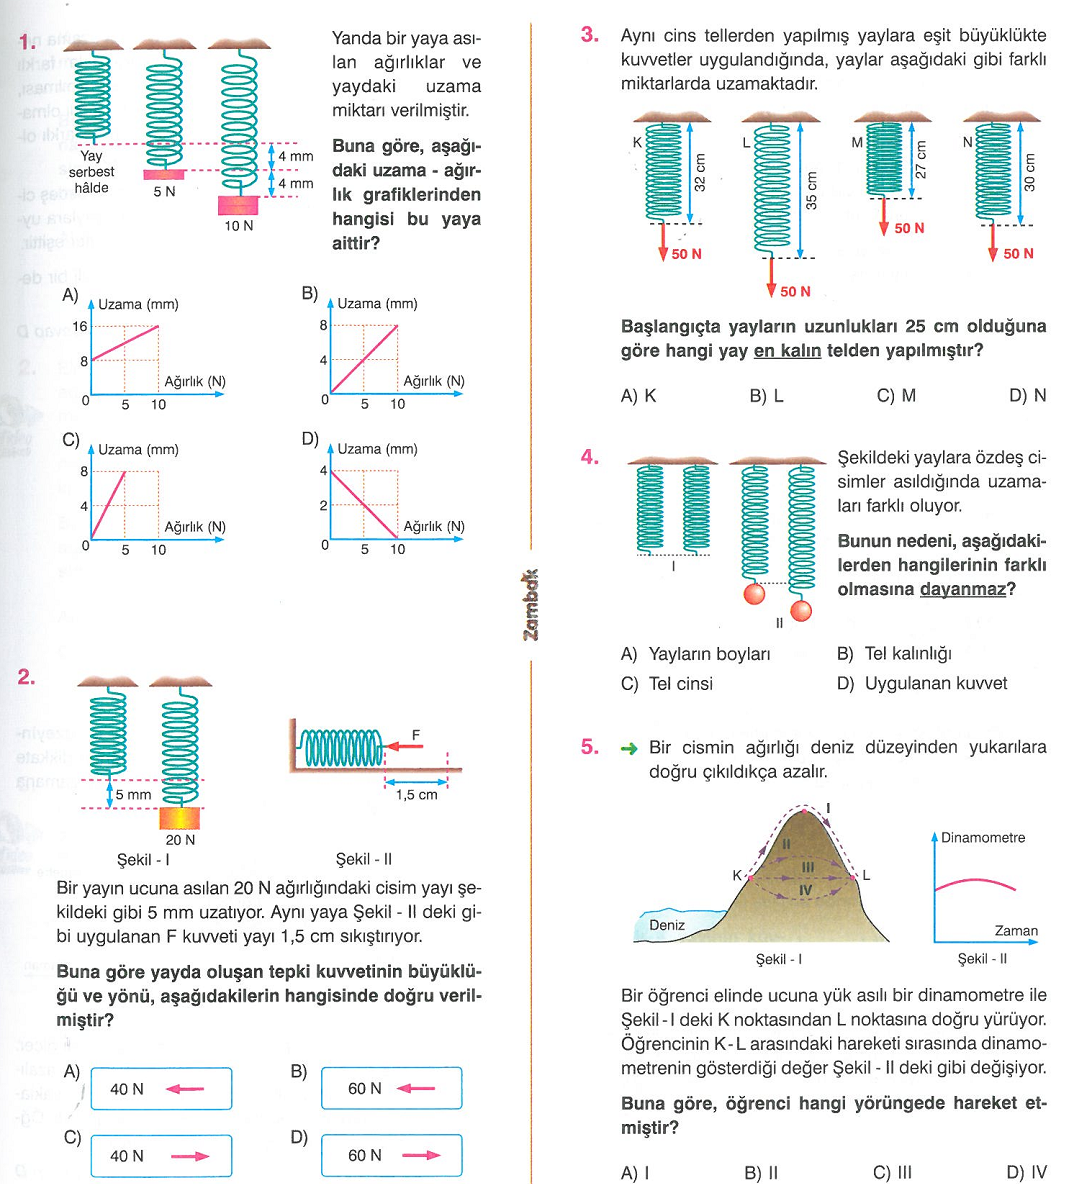 1.
Yay
serbest
hâlde
5 N
10 N
4 mm
4 mm
Yanda bir yaya ası-
lan ağırlıklar ve
yaydaki uzama
miktarı verilmiştir.
Buna göre, aşağı-
daki uzama - ağır-
lık grafiklerinden
hangisi bu yaya
aittir?
A)
Uzama (mm)
16
8
0
5
10
Ağırlık (N)
B)
Uzama (mm)
8
4
0
5
10
Ağırlık (N)
C)
Uzama (mm)
8
4
0
5
10
Ağırlık (N)
D)
Uzama (mm)
4
2
0
5
10
Ağırlık (N)
2.
5 mm
20 N
Şekil - I
F
1,5 cm
Şekil - II
Bir yayın ucuna asılan 20 N ağırlığındaki cisim yayı şe-
kildeki gibi 5 mm uzatıyor. Aynı yaya Şekil - II deki gi-
bi uygulanan F kuvveti yayı 1,5 cm sıkıştırıyor.
Buna göre yayda oluşan tepki kuvvetinin büyüklü-
ğü ve yönü, aşağıdakilerin hangisinde doğru veril-
miştir?
A) 40 N
B) 60 N
C) 40 N
D) 60 N
Zambak
3. Aynı cins tellerden yapılmış yaylara eşit büyüklükte
kuvvetler uygulandığında, yaylar aşağıdaki gibi farklı
miktarlarda uzamaktadır.
K
32 cm
50 N
L
35 cm
50 N
M
27 cm
50 N
N
30 cm
50 N
Başlangıçta yayların uzunlukları 25 cm olduğuna
göre hangi yay en kalın telden yapılmıştır?
A) K B) L C) M D) N
4.
I
II
Şekildeki yaylara özdeş ci-
simler asıldığında uzama-
ları farklı oluyor.
Bunun nedeni, aşağıdaki-
lerden hangilerinin farklı
olmasına dayanmaz?
A) Yayların boyları B) Tel kalınlığı
C) Tel cinsi D) Uygulanan kuvvet
5. → Bir cismin ağırlığı deniz düzeyinden yukarılara
doğru çıkıldıkça azalır.
I
II
III
IV
K
L
Deniz
Şekil - I
Dinamometre
Zaman
Şekil - II
Bir öğrenci elinde ucuna yük asılı bir dinamometre ile
Şekil - I deki K noktasından L noktasına doğru yürüyor.
Öğrencinin K - L arasındaki hareketi sırasında dinamo-
metrenin gösterdiği değer Şekil - II deki gibi değişiyor.
Buna göre, öğrenci hangi yörüngede hareket et-
miştir?
A) I B) II C) III D) IV